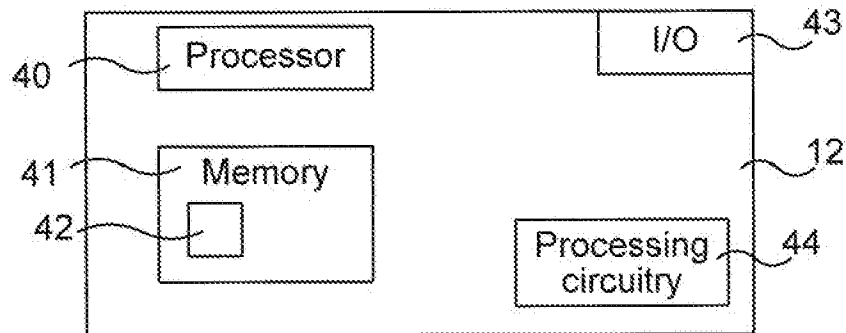 Processor
40
I/O
43
41
Memory
12
42
Processing
circuitry
44